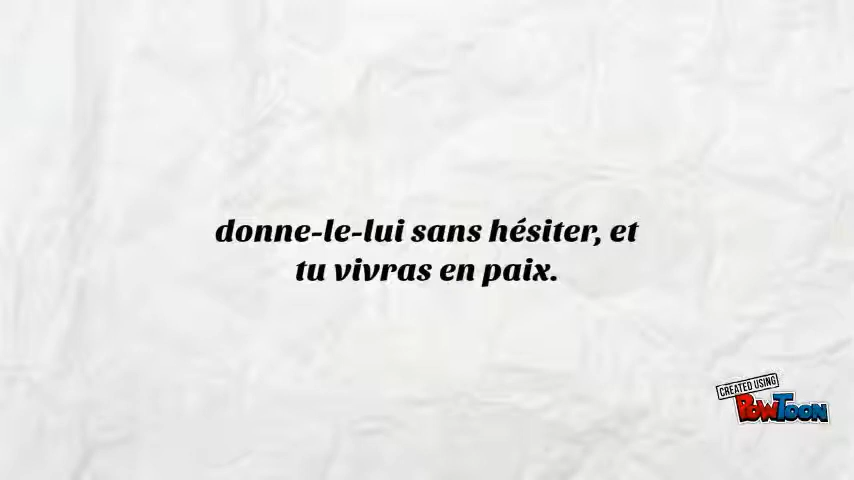 donne-le-lui sans hésiter, et
tu vivras en paix.
CREATED USING
POWTOON